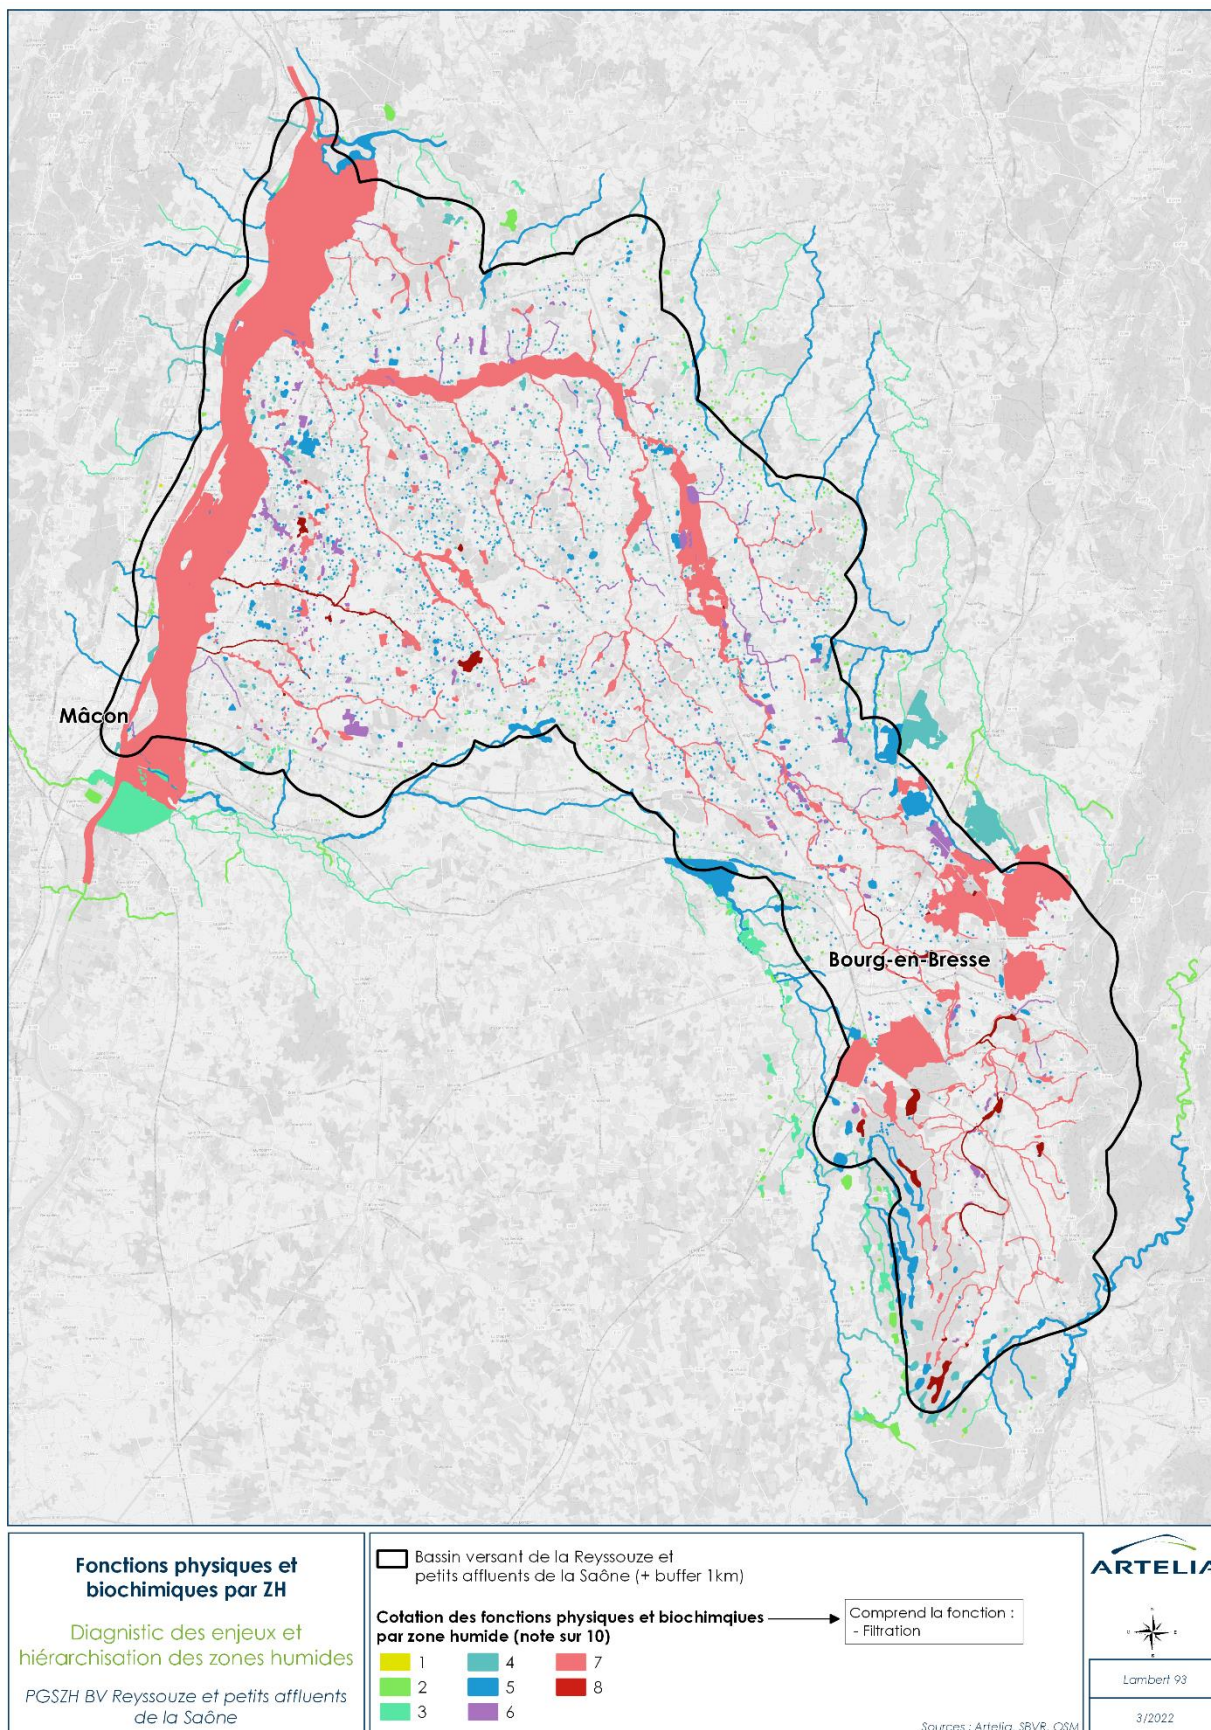 Mâcon
Bourg-en-Bresse
Fonctions physiques et
biochimiques par ZH
Diagnistic des enjeux et
hiérarchisation des zones humides
PGSZH BV Reyssouze et petits affluents
de la Saône
Bassin versant de la Reyssouze et
petits affluents de la Saône (+ buffer 1km)
Cotation des fonctions physiques et biochimqiues
par zone humide (note sur 10)
1
2
3
4
5
6
7
8
Comprend la fonction :
- Filtration
Sources : Artelia, SBVR, OSM
ARTELIA
Lambert 93
3/2022